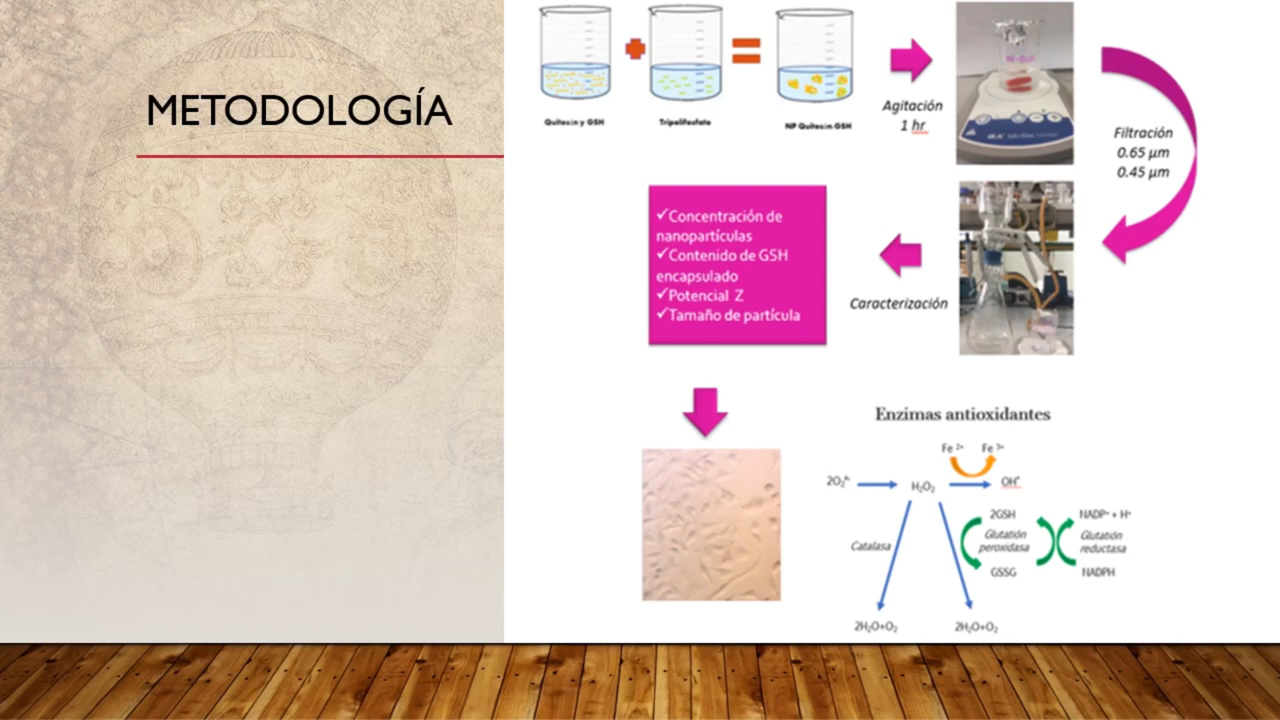 METODOLOGÍA
Quitosán y GSH
Tripolifosfato
NP Quitosán-GSH
Agitación
1 hr
Filtración
0.65 µm
0.45 µm
✓Concentración de
nanopartículas
✓Contenido de GSH
encapsulado
✓Potencial Z
✓Tamaño de partícula
Caracterización
Enzimas antioxidantes
Fe ²⁺ Fe ³⁺
H₂O₂
2GSH
NADP⁺ + H⁺
Catalasa
Glutatión
peroxidasa
Glutatión
reductasa
GSSG
NADPH
2H₂O+O₂
2H₂O+O₂